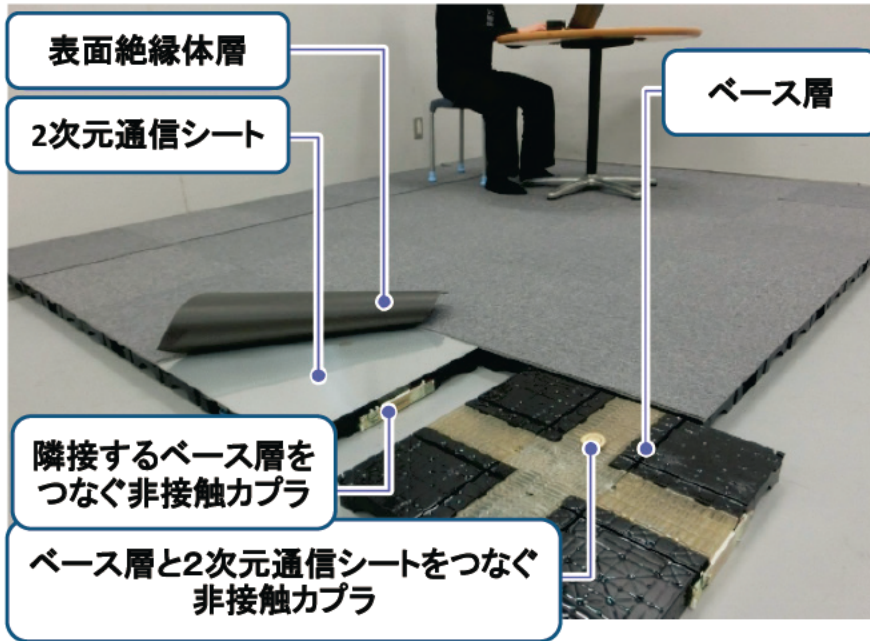 表面絶縁体層
2次元通信シート
ベース層
隣接するベース層を
つなぐ非接触カプラ
ベース層と２次元通信シートをつなぐ
非接触カプラ